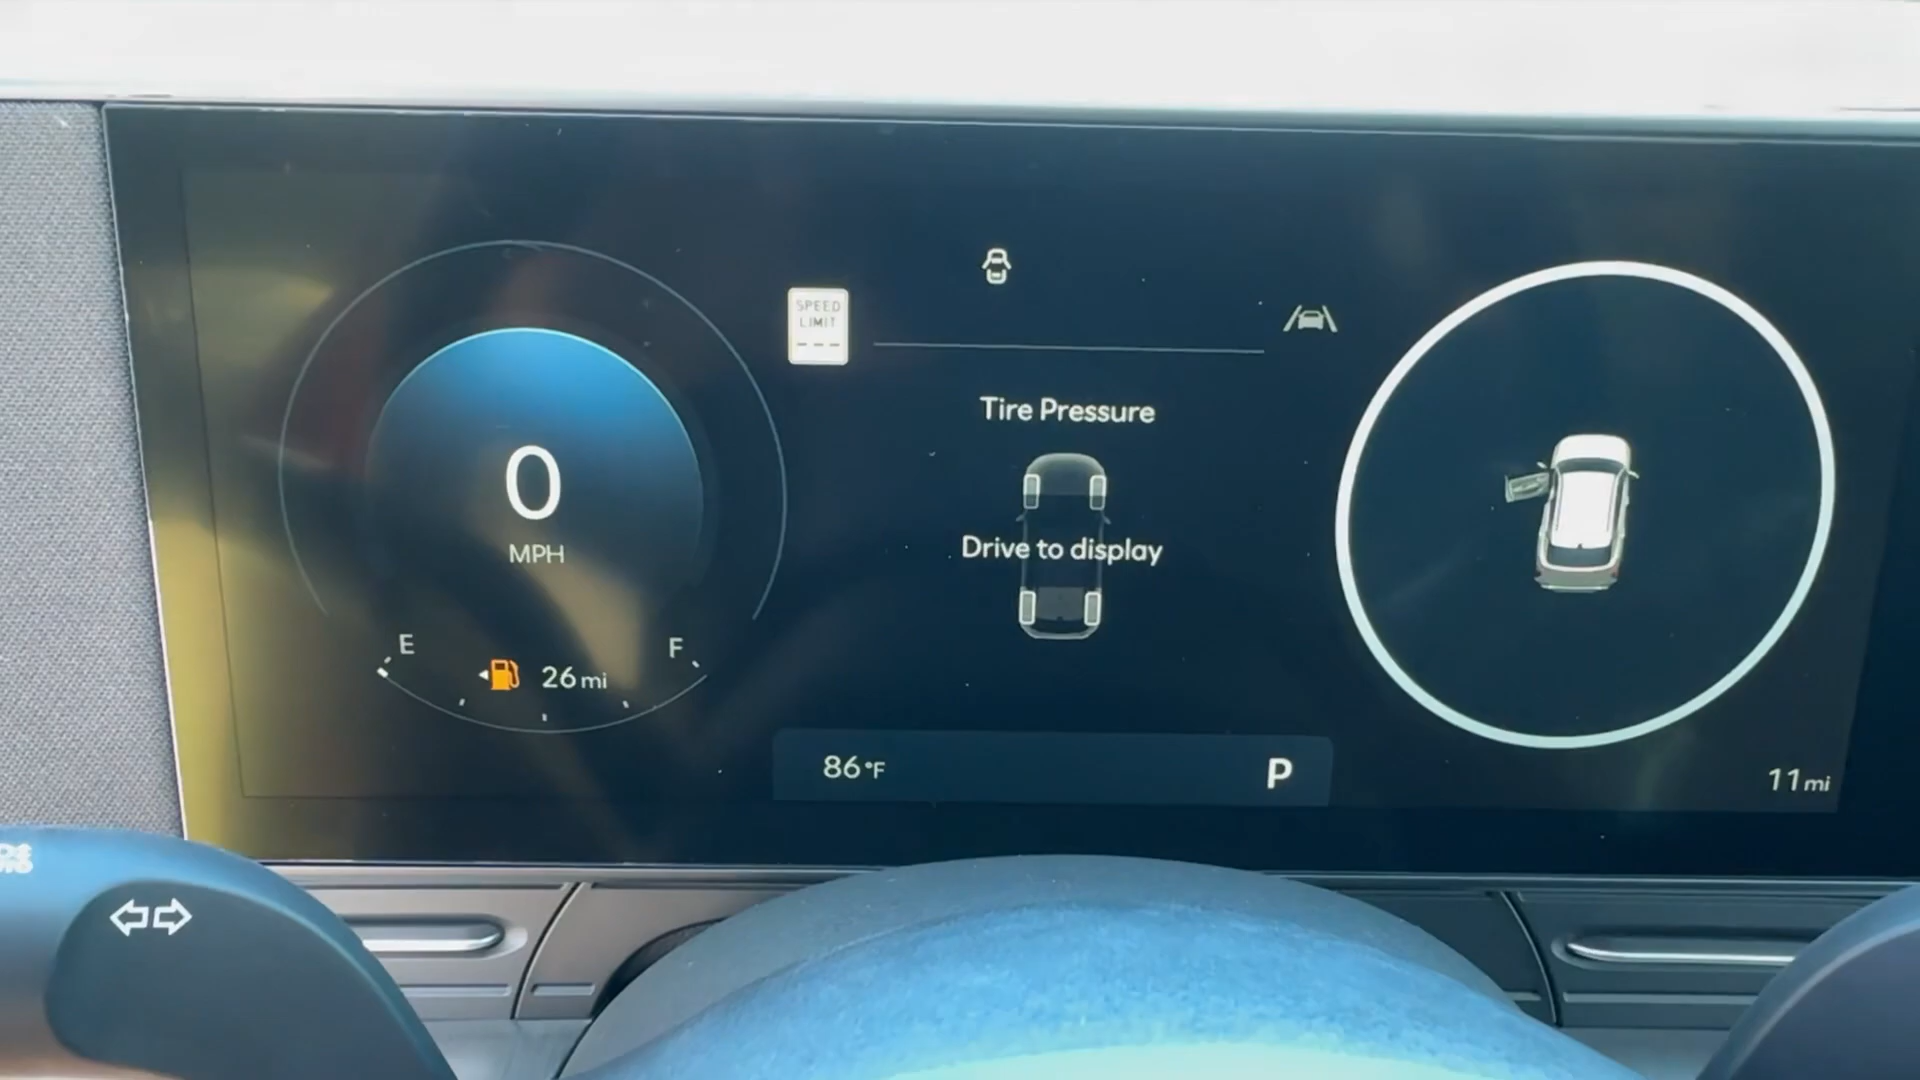 SPEED
LIMIT
---
Tire Pressure
Drive to display
0
MPH
E
F
26 mi
86°F
P
11 mi